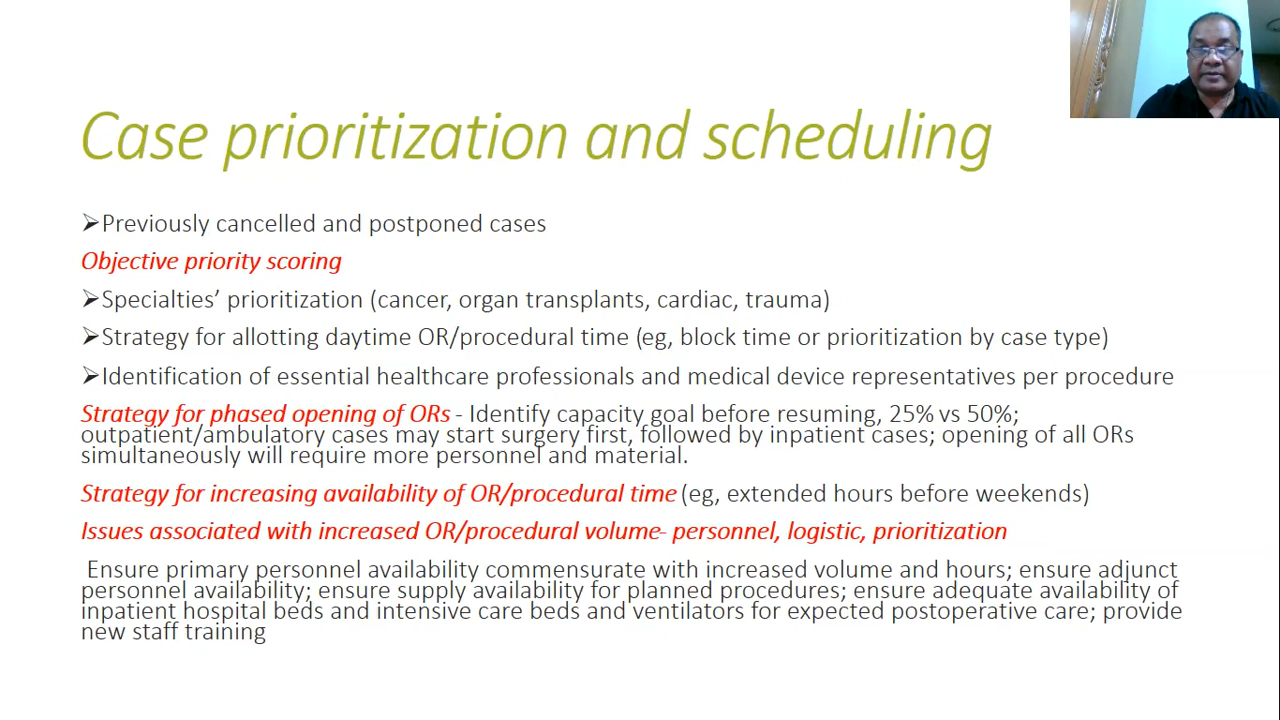 Case prioritization and scheduling
➢Previously cancelled and postponed cases
Objective priority scoring
➢Specialties’ prioritization (cancer, organ transplants, cardiac, trauma)
➢Strategy for allotting daytime OR/procedural time (eg, block time or prioritization by case type)
➢Identification of essential healthcare professionals and medical device representatives per procedure
Strategy for phased opening of ORs - Identify capacity goal before resuming, 25% vs 50%;
outpatient/ambulatory cases may start surgery first, followed by inpatient cases; opening of all ORs
simultaneously will require more personnel and material.
Strategy for increasing availability of OR/procedural time (eg, extended hours before weekends)
Issues associated with increased OR/procedural volume- personnel, logistic, prioritization
Ensure primary personnel availability commensurate with increased volume and hours; ensure adjunct
personnel availability; ensure supply availability for planned procedures; ensure adequate availability of
inpatient hospital beds and intensive care beds and ventilators for expected postoperative care; provide
new staff training